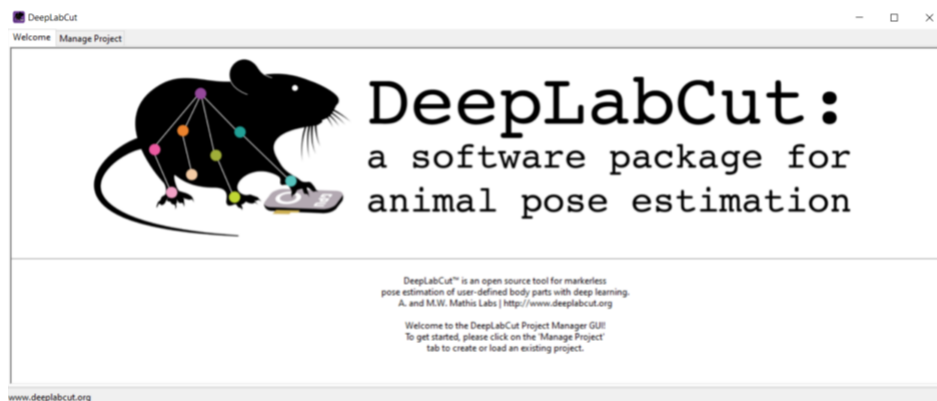 DeepLabCut
Welcome
Manage Project
DeepLabCut:
a software package for
animal pose estimation
DeepLabCut™ is an open source tool for markerless
pose estimation of user-defined body parts with deep learning.
A. and M.W. Mathis Labs | http://www.deeplabcut.org
Welcome to the DeepLabCut Project Manager GUI!
To get started, please click on the 'Manage Project'
tab to create or load an existing project.
www.deeplabcut.org